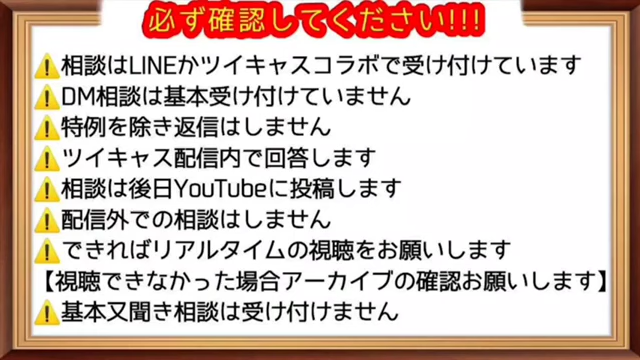 必ず確認してください!!!
⚠️相談はLINEかツイキャスコラボで受け付けています
⚠️DM相談は基本受け付けていません
⚠️特例を除き返信はしません
⚠️ツイキャス配信内で回答します
⚠️相談は後日YouTubeに投稿します
⚠️配信外での相談はしません
⚠️できればリアルタイムの視聴をお願いします
【視聴できなかった場合アーカイブの確認お願いします】
⚠️基本又聞き相談は受け付けません